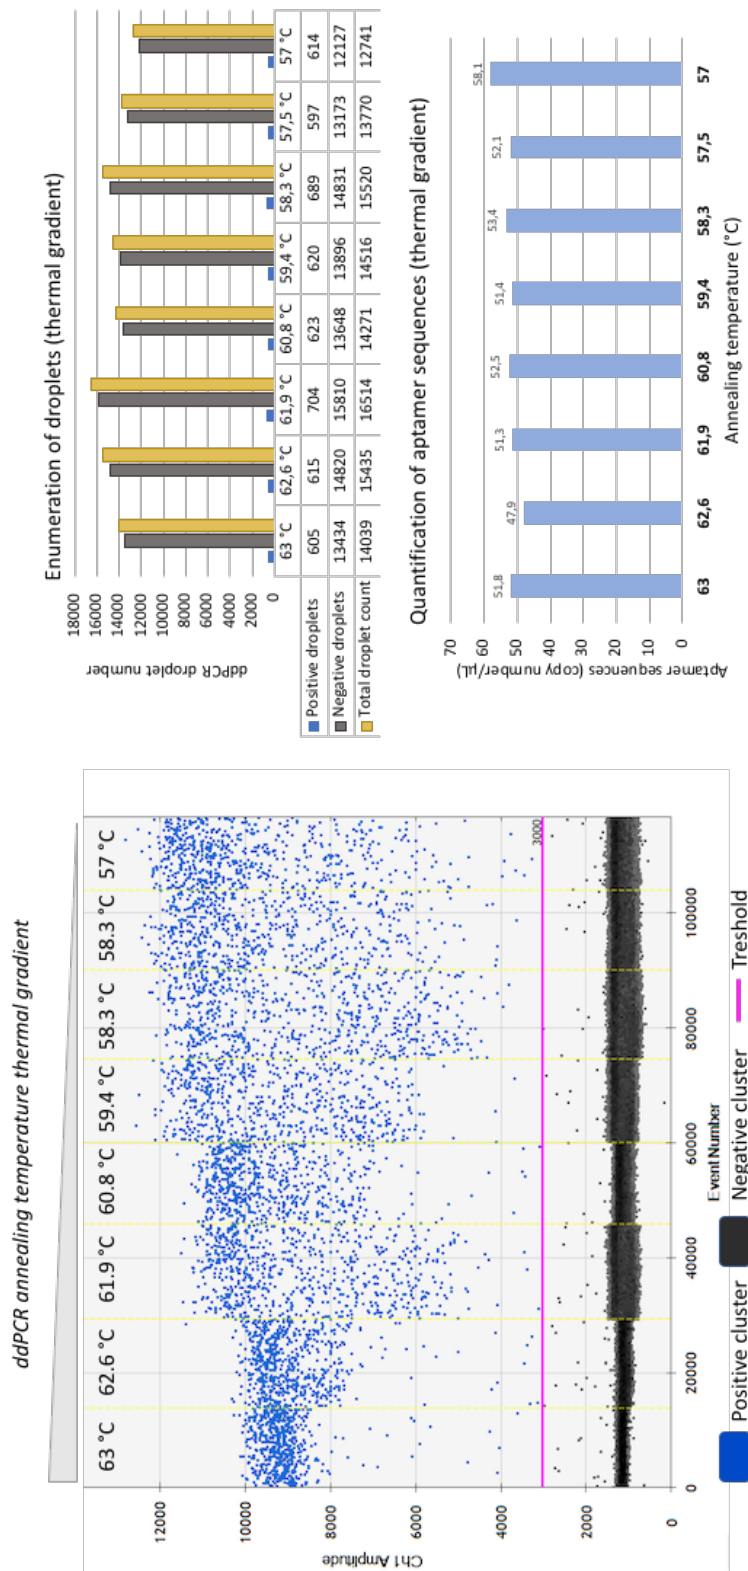 ddPCR annealing temperature thermal gradient
63 °C 62.6 °C 61.9 °C 60.8 °C 59.4 °C 58.3 °C 58.3 °C 57 °C
Ch1 Amplitude
12000
10000
8000
6000
4000
2000
0
3000
0 20000 40000 60000 80000 100000
Event Number
Positive cluster Negative cluster Treshold
Enumeration of droplets (thermal gradient)
ddPCR droplet number
18000
16000
14000
12000
10000
8000
6000
4000
2000
0
63 °C 62,6 °C 61,9 °C 60,8 °C 59,4 °C 58,3 °C 57,5 °C 57 °C
Positive droplets 605 615 704 623 620 689 597 614
Negative droplets 13434 14820 15810 13648 13896 14831 13173 12127
Total droplet count 14039 15435 16514 14271 14516 15520 13770 12741
Quantification of aptamer sequences (thermal gradient)
Aptamer sequences (copy number/µL)
70
60
50
40
30
20
10
0
51,8 47,9 51,3 52,5 51,4 53,4 52,1 58,1
63 62,6 61,9 60,8 59,4 58,3 57,5 57
Annealing temperature (°C)